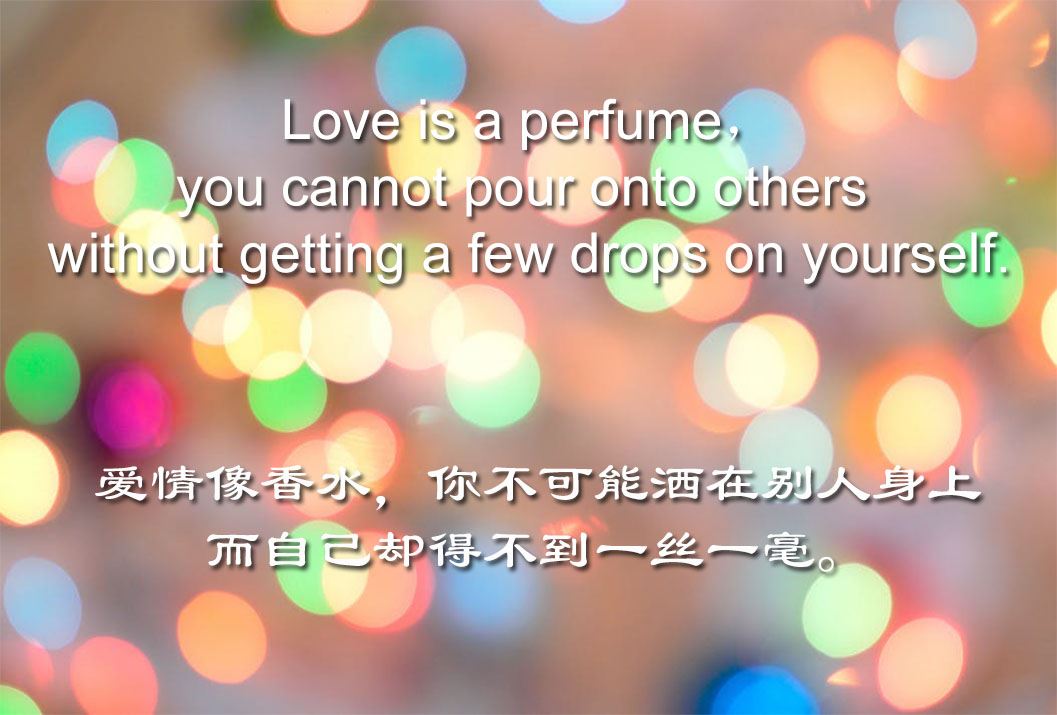 Love is a perfume，
you cannot pour onto others
without getting a few drops on yourself.
爱情像香水，你不可能洒在别人身上
而自己却得不到一丝一毫。